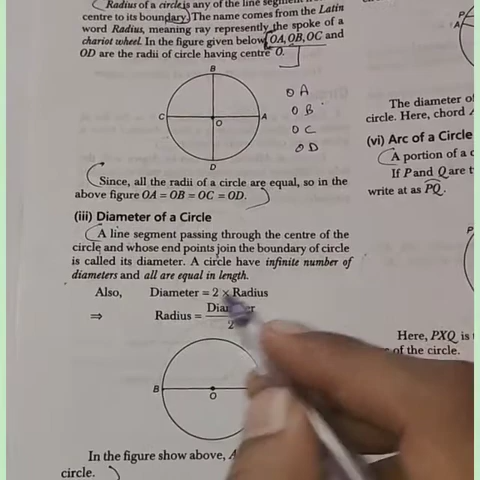 Radius of a circle is any of the line segment
centre to its boundary. The name comes from the Latin
word Radius, meaning ray represently the spoke of a
chariot wheel. In the figure given below, OA, OB, OC and
OD are the radii of circle having centre O.
B
C
O
A
D
OA
OB
OC
OD
Since, all the radii of a circle are equal, so in the
above figure OA = OB = OC = OD.
(iii) Diameter of a Circle
A line segment passing through the centre of the
circle and whose end points join the boundary of circle
is called its diameter. A circle have infinite number of
diameters and all are equal in length.
Also, Diameter = 2 × Radius
⇒ Radius =
2
B
O
In the figure show above, A
circle.
P
A
The diameter of
circle. Here, chord
(vi) Arc of a Circle
A portion of a
If P and Q are
write at as PQ.
P
Here, PXQ is
of the circle.